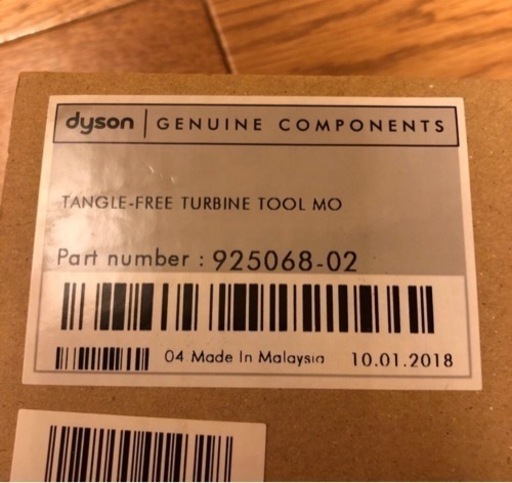 dyson GENUINE COMPONENTS
TANGLE-FREE TURBINE TOOL MO
Part number : 925068-02
04 Made In Malaysia 10.01.2018